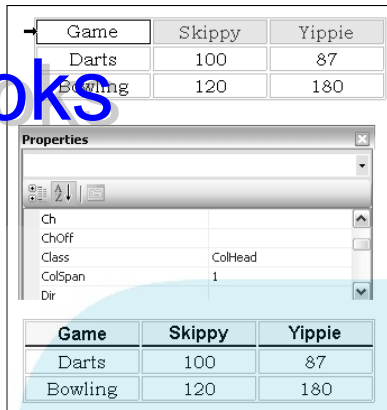 Game Skippy Yippie
Darts 100 87
oks
Bowling 120 180
Properties
Ch
ChOff
Class ColHead
ColSpan 1
Dir
Game Skippy Yippie
Darts 100 87
Bowling 120 180